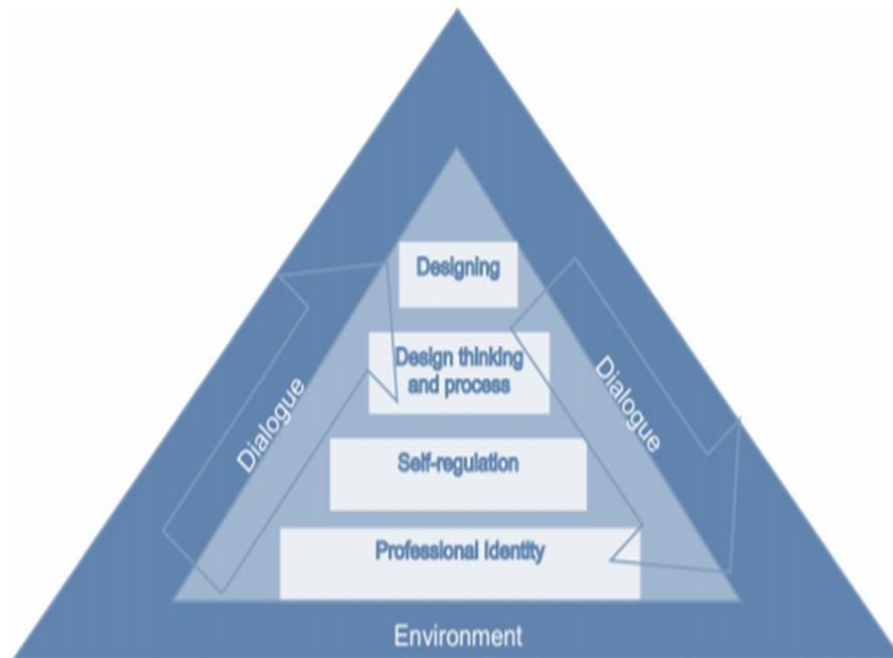 Designing
Design thinking
and process
Dialogue
Dialogue
Self-regulation
Professional Identity
Environment